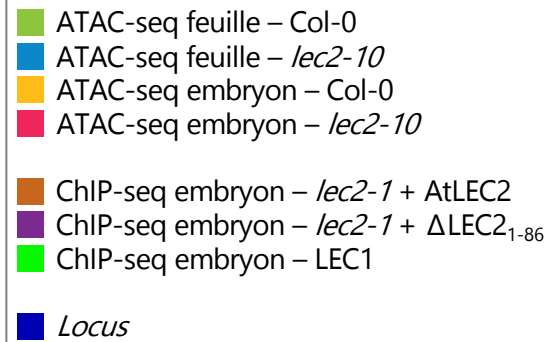 ATAC-seq feuille – Col-0
ATAC-seq feuille – lec2-10
ATAC-seq embryon – Col-0
ATAC-seq embryon – lec2-10
ChIP-seq embryon – lec2-1 + AtLEC2
ChIP-seq embryon – lec2-1 + ΔLEC2₁₋₈₆
ChIP-seq embryon – LEC1
Locus